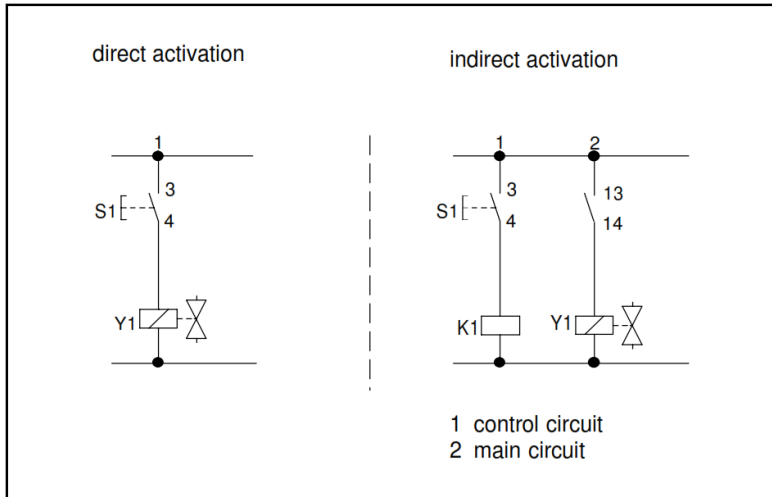 direct activation
indirect activation
1
1
2
3
S1
4
3
S1
4
13
14
Y1
K1
Y1
1 control circuit
2 main circuit